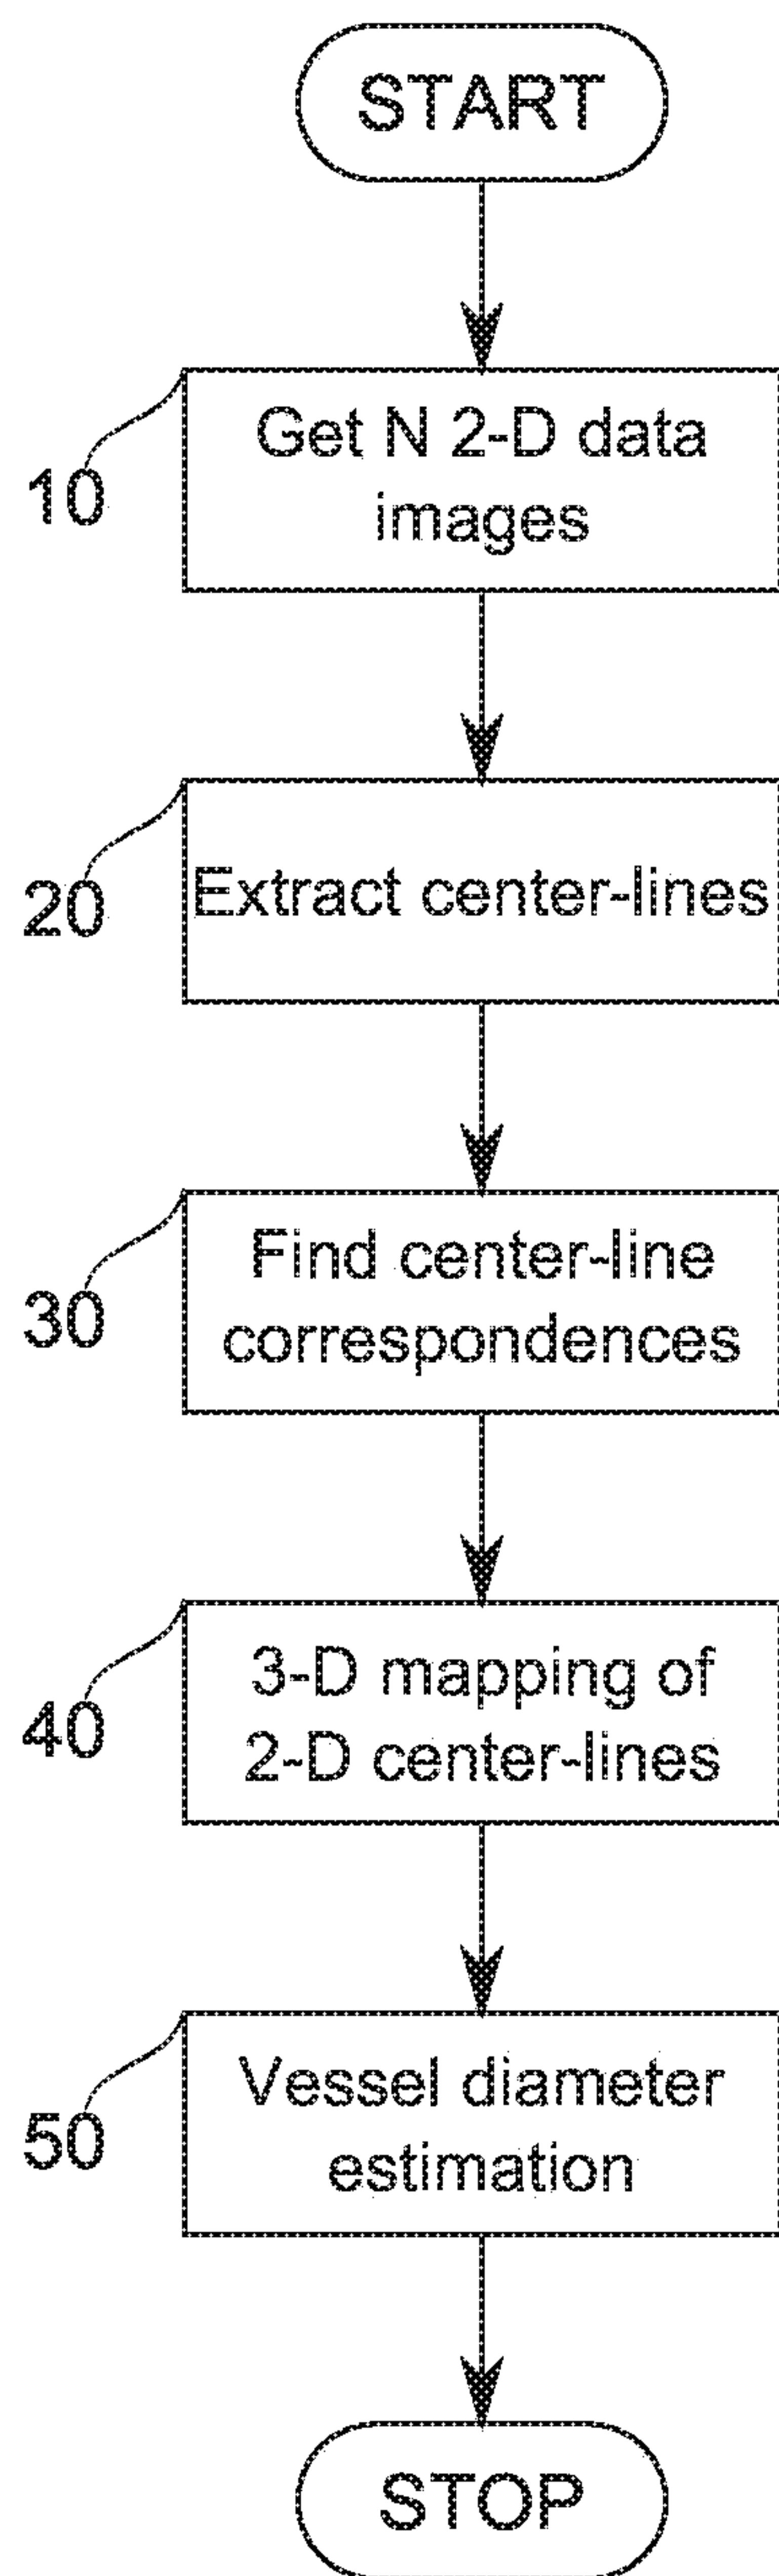 START
10
Get N 2-D data
images
20
Extract center-lines
30
Find center-line
correspondences
40
3-D mapping of
2-D center-lines
50
Vessel diameter
estimation
STOP